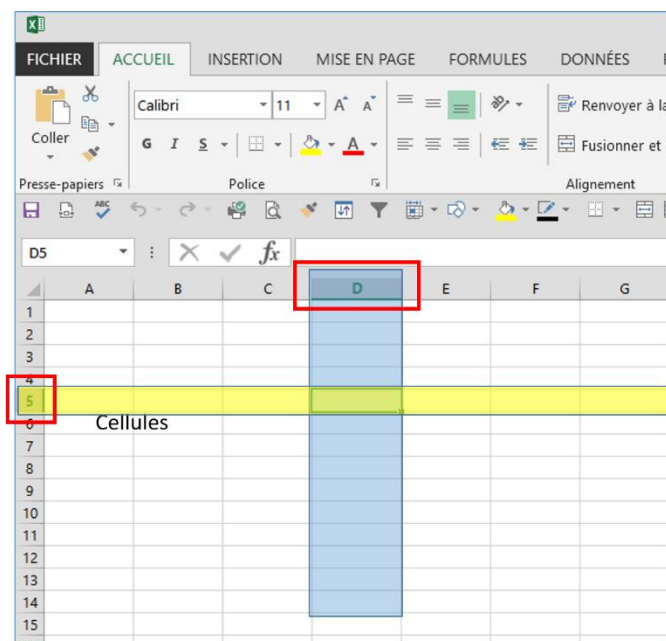 FICHIER ACCUEIL INSERTION MISE EN PAGE FORMULES DONNÉES
Calibri 11 A A Renvoyer à la
Coller G I S A Fusionner et
Presse-papiers Police Alignement
ABC
D5 fx
A B C D E F G
1
2
3
4
5
6 Cellules
7
8
9
10
11
12
13
14
15